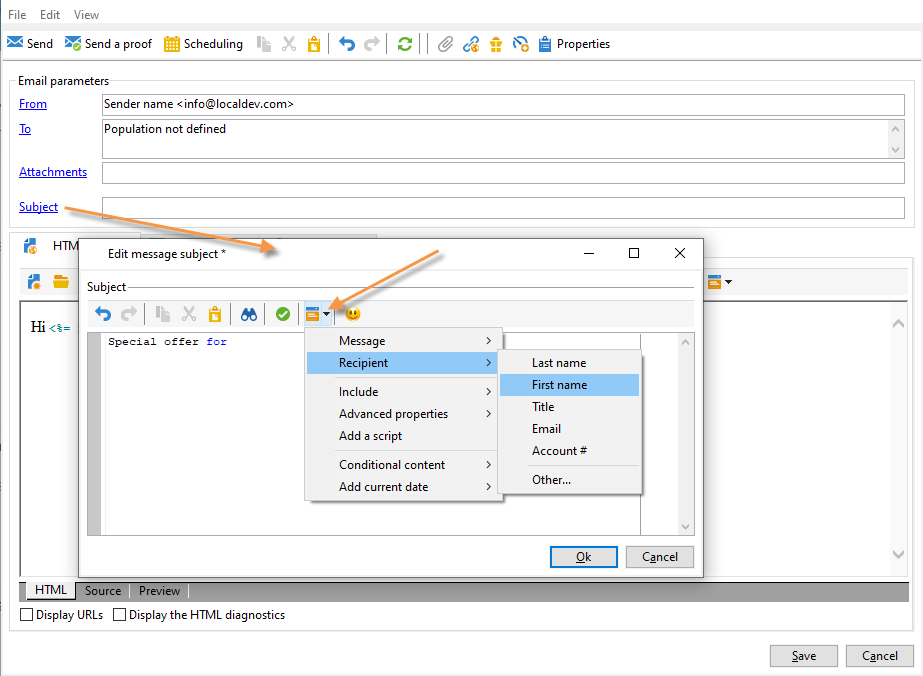 File Edit View
Send Send a proof Scheduling Properties
Email parameters
From Sender name <info@localdev.com>
To Population not defined
Attachments
Subject
HTM
Edit message subject *
Subject
Hi <%=
Special offer for
Message
Recipient
Include
Advanced properties
Add a script
Conditional content
Add current date
Last name
First name
Title
Email
Account #
Other...
Ok Cancel
HTML Source Preview
Display URLs Display the HTML diagnostics
Save Cancel